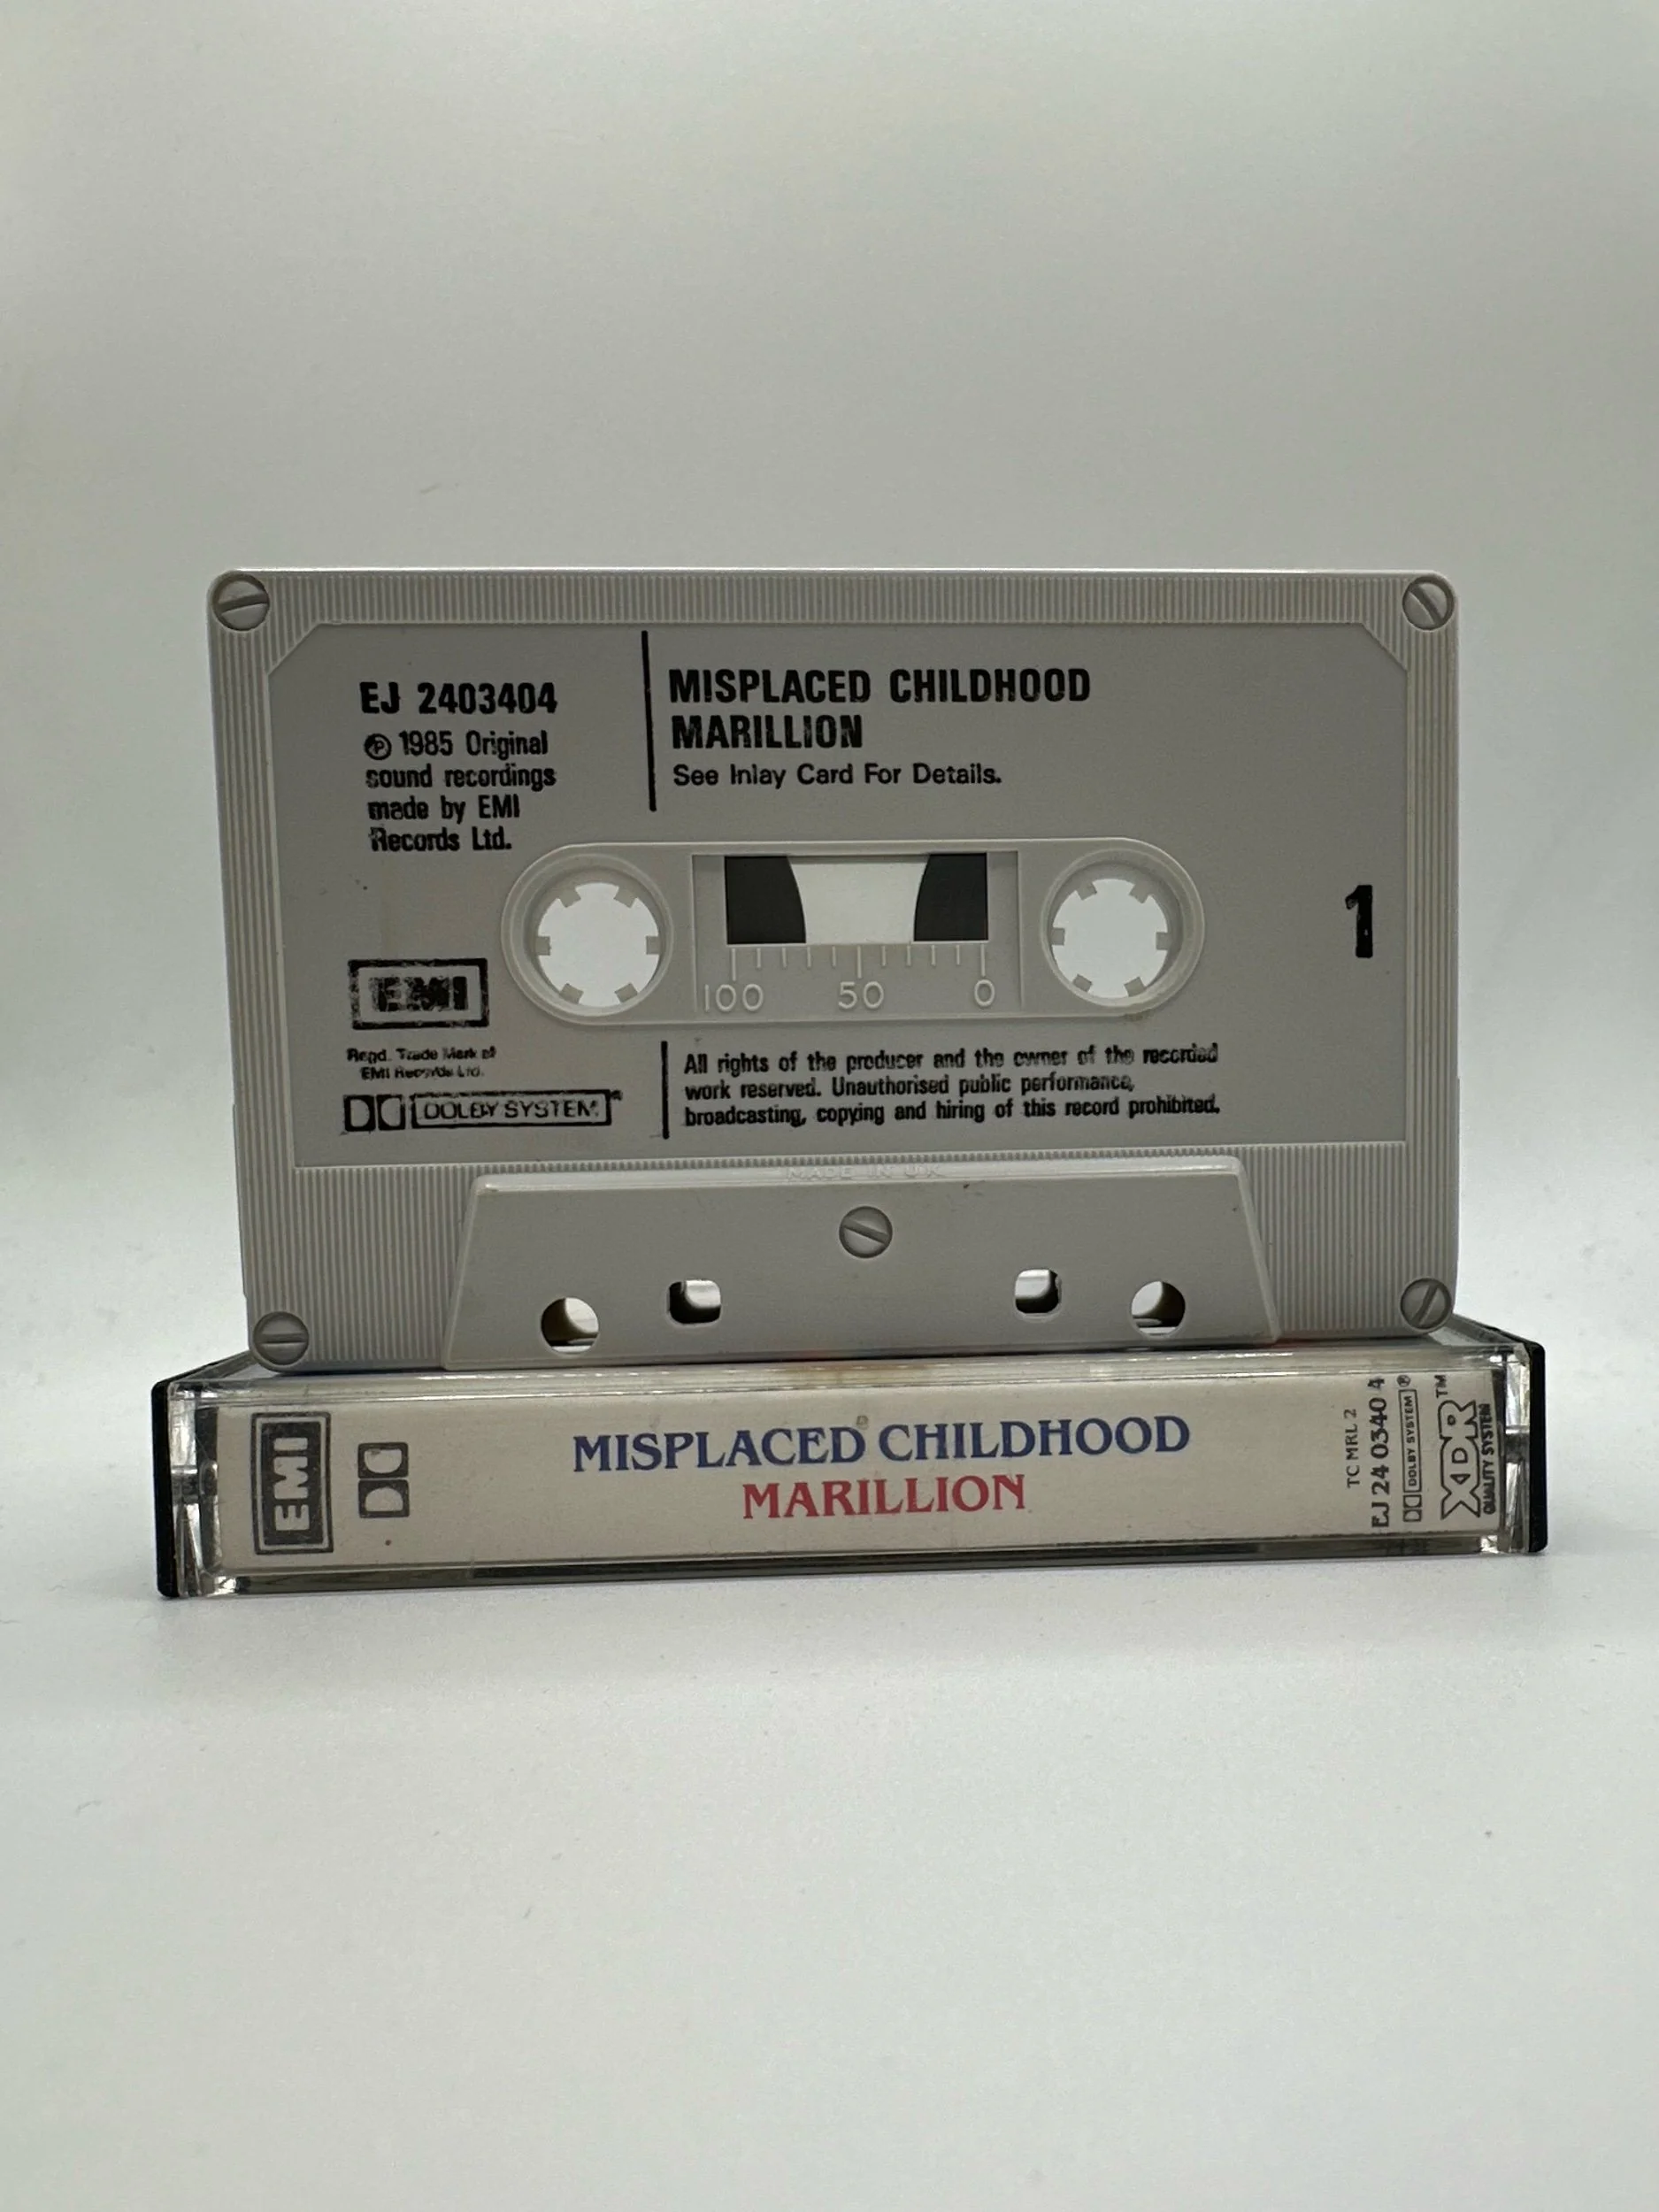 EJ 2403404
℗ 1985 Original
sound recordings
made by EMI
Records Ltd.
MISPLACED CHILDHOOD
MARILLION
See Inlay Card For Details.
1
100 50 0
EMI
Regd. Trade Mark of
EMI Records Ltd.
DOLBY SYSTEM
All rights of the producer and the owner of the recorded
work reserved. Unauthorised public performance,
broadcasting, copying and hiring of this record prohibited.
MADE IN UK
EMI
MISPLACED CHILDHOOD
MARILLION
TC MRL 2
EJ 24 0340 4
DOLBY SYSTEM®
XDR™
QUALITY SYSTEM